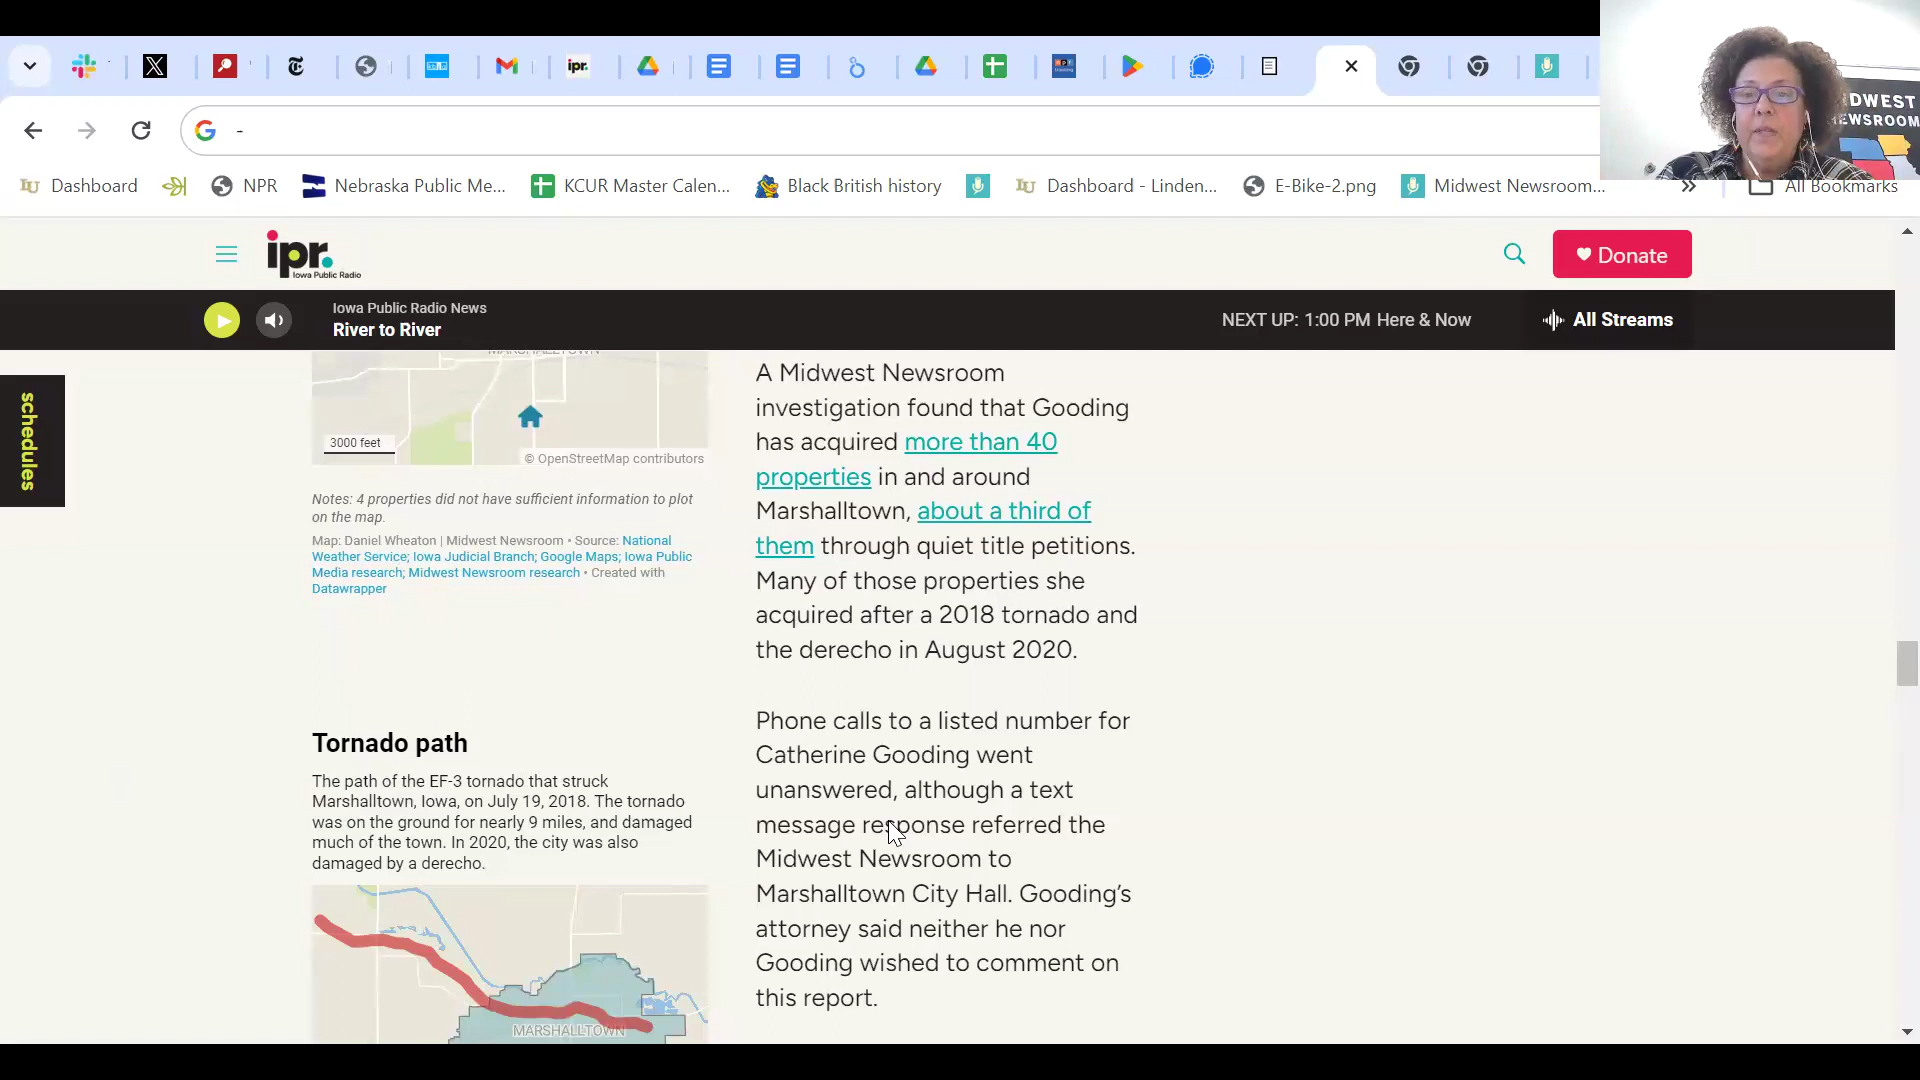 ipr.
-
DWEST
EWSROOM
Dashboard
NPR
Nebraska Public Me...
KCUR Master Calen...
Black British history
Dashboard - Linden...
E-Bike-2.png
Midwest Newsroom...
»
All Bookmarks
ipr.
Iowa Public Radio
Donate
Iowa Public Radio News
River to River
NEXT UP: 1:00 PM Here & Now
All Streams
schedules
MARSHALLTOWN
3000 feet
© OpenStreetMap contributors
Notes: 4 properties did not have sufficient information to plot
on the map.
Map: Daniel Wheaton | Midwest Newsroom • Source: National
Weather Service; Iowa Judicial Branch; Google Maps; Iowa Public
Media research; Midwest Newsroom research • Created with
Datawrapper
Tornado path
The path of the EF-3 tornado that struck
Marshalltown, Iowa, on July 19, 2018. The tornado
was on the ground for nearly 9 miles, and damaged
much of the town. In 2020, the city was also
damaged by a derecho.
MARSHALLTOWN
A Midwest Newsroom
investigation found that Gooding
has acquired more than 40
properties in and around
Marshalltown, about a third of
them through quiet title petitions.
Many of those properties she
acquired after a 2018 tornado and
the derecho in August 2020.
Phone calls to a listed number for
Catherine Gooding went
unanswered, although a text
message response referred the
Midwest Newsroom to
Marshalltown City Hall. Gooding’s
attorney said neither he nor
Gooding wished to comment on
this report.